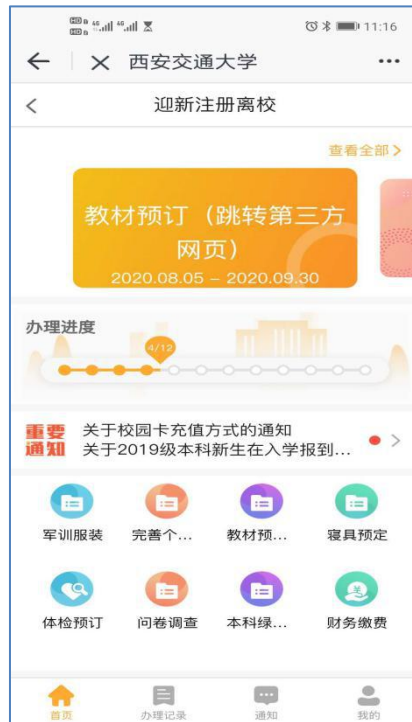 11:16
西安交通大学
迎新注册离校
查看全部
教材预订（跳转第三方
网页）
2020.08.05 – 2020.09.30
办理进度
4/12
重要
通知
关于校园卡充值方式的通知
关于2019级本科新生在入学报到...
军训服装
完善个...
教材预...
寝具预定
体检预订
问卷调查
本科绿...
财务缴费
首页
办理记录
通知
我的